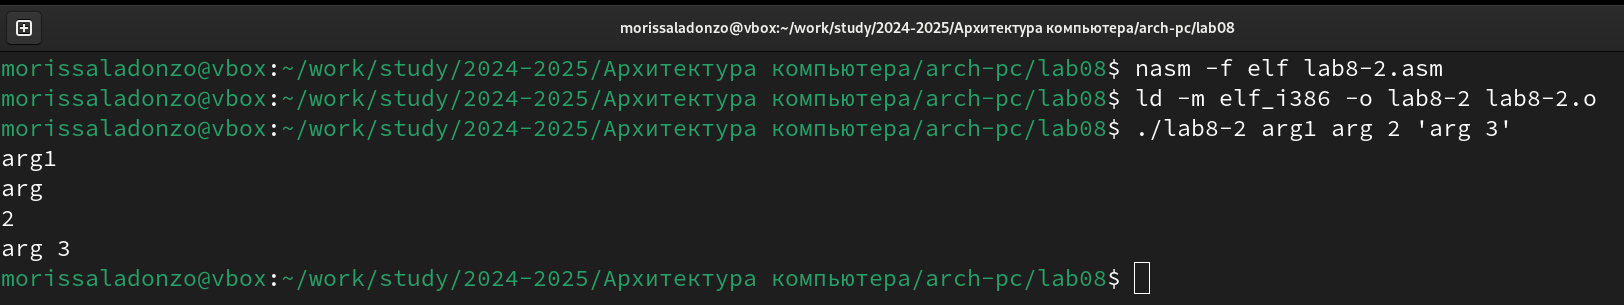 morissaladonzo@vbox:~/work/study/2024-2025/Архитектура компьютера/arch-pc/lab08
morissaladonzo@vbox:~/work/study/2024-2025/Архитектура компьютера/arch-pc/lab08$ nasm -f elf lab8-2.asm
morissaladonzo@vbox:~/work/study/2024-2025/Архитектура компьютера/arch-pc/lab08$ ld -m elf_i386 -o lab8-2 lab8-2.o
morissaladonzo@vbox:~/work/study/2024-2025/Архитектура компьютера/arch-pc/lab08$ ./lab8-2 arg1 arg 2 'arg 3'
arg1
arg
2
arg 3
morissaladonzo@vbox:~/work/study/2024-2025/Архитектура компьютера/arch-pc/lab08$